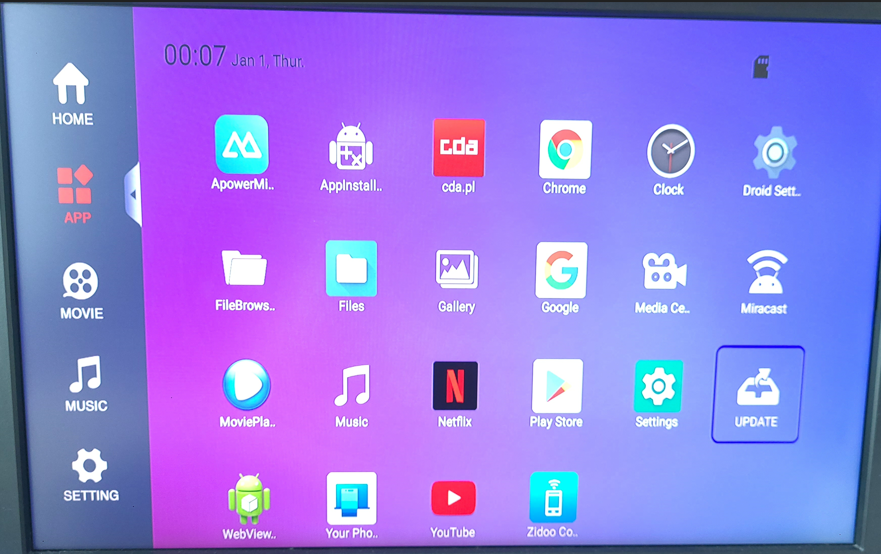 00:07 Jan 1, Thur.
HOME
APP
MOVIE
MUSIC
SETTING
ApowerMi..
AppInstall..
cda
cda.pl
Chrome
Clock
Droid Sett..
FileBrows..
Files
Gallery
G
Google
Media Ce..
Miracast
MoviePla..
Music
N
Netflix
Play Store
Settings
UPDATE
WebView..
Your Pho..
YouTube
Zidoo Co..